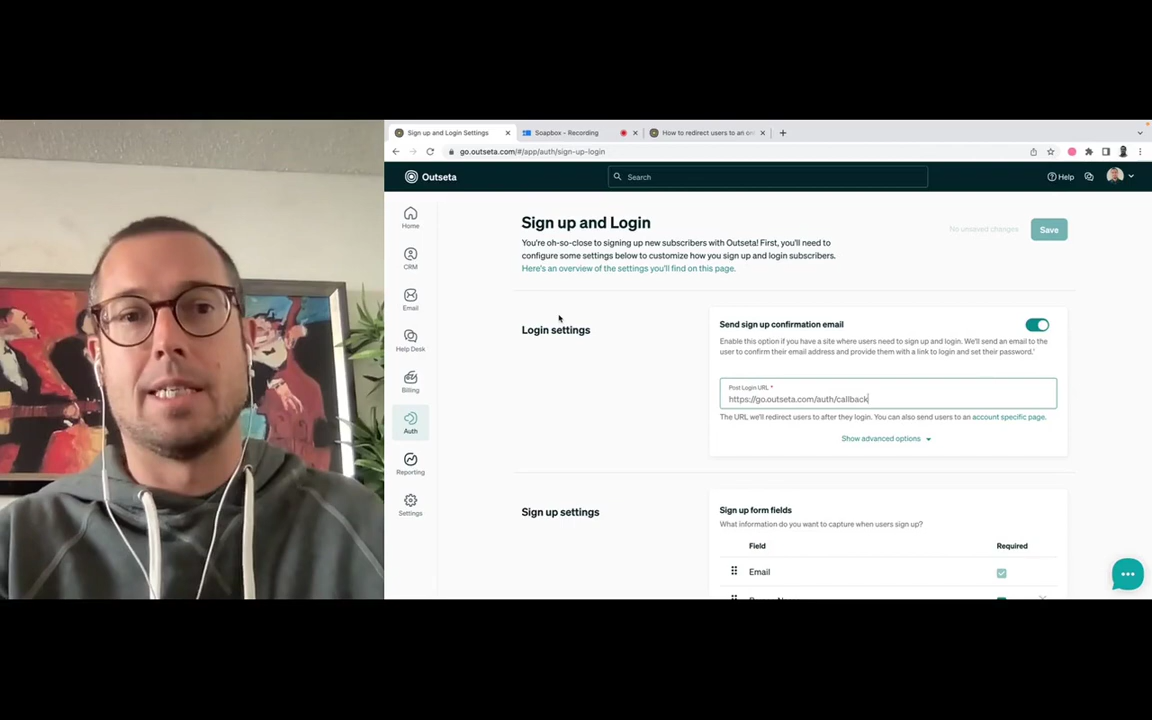 Sign up and Login Settings
Soapbox - Recording
How to redirect users to an on
go.outseta.com/#/app/auth/sign-up-login
Outseta
Search
Help
Home
CRM
Email
Help Desk
Billing
Auth
Reporting
Settings
Sign up and Login
No unsaved changes
Save
You're oh-so-close to signing up new subscribers with Outseta! First, you'll need to
configure some settings below to customize how you sign up and login subscribers.
Here's an overview of the settings you'll find on this page.
Login settings
Send sign up confirmation email
Enable this option if you have a site where users need to sign up and login. We'll send an email to the
user to confirm their email address and provide them with a link to login and set their password.'
Post Login URL *
https://go.outseta.com/auth/callback
The URL we'll redirect users to after they login. You can also send users to an account specific page.
Show advanced options
Sign up settings
Sign up form fields
What information do you want to capture when users sign up?
Field
Required
Email